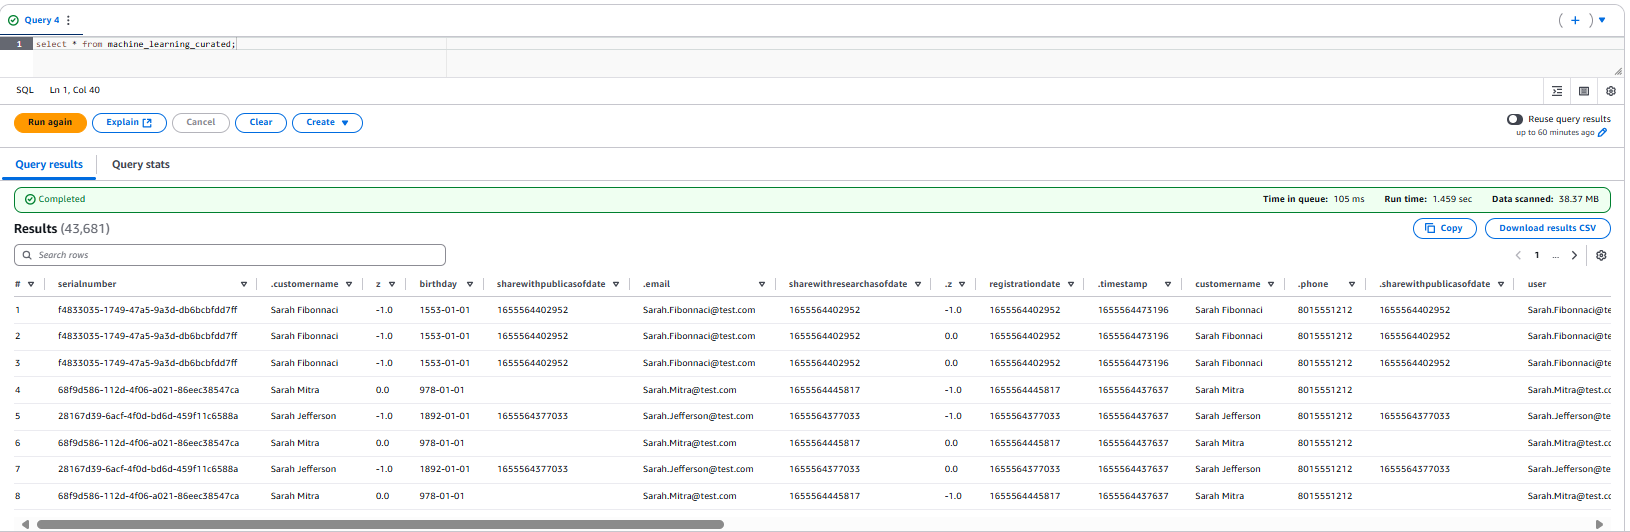 Query 4
1 select * from machine_learning_curated;
SQL Ln 1, Col 40
Run again Explain Cancel Clear Create Reuse query results
up to 60 minutes ago
Query results Query stats
Completed Time in queue: 105 ms Run time: 1.459 sec Data scanned: 38.37 MB
Results (43,681) Copy Download results CSV
Search rows 1 ...
# serialnumber .customername z birthday sharewithpublicasofdate .email sharewithresearchasofdate .z registrationdate .timestamp customername .phone .sharewithpublicasofdate user
1 f4833035-1749-47a5-9a3d-db6bcbfdd7ff Sarah Fibonnaci -1.0 1553-01-01 1655564402952 Sarah.Fibonnaci@test.com 1655564402952 -1.0 1655564402952 1655564473196 Sarah Fibonnaci 8015551212 1655564402952 Sarah.Fibonnaci@te
2 f4833035-1749-47a5-9a3d-db6bcbfdd7ff Sarah Fibonnaci -1.0 1553-01-01 1655564402952 Sarah.Fibonnaci@test.com 1655564402952 0.0 1655564402952 1655564473196 Sarah Fibonnaci 8015551212 1655564402952 Sarah.Fibonnaci@te
3 f4833035-1749-47a5-9a3d-db6bcbfdd7ff Sarah Fibonnaci -1.0 1553-01-01 1655564402952 Sarah.Fibonnaci@test.com 1655564402952 0.0 1655564402952 1655564473196 Sarah Fibonnaci 8015551212 1655564402952 Sarah.Fibonnaci@te
4 68f9d586-112d-4f06-a021-86eec38547ca Sarah Mitra 0.0 978-01-01 Sarah.Mitra@test.com 1655564445817 -1.0 1655564445817 1655564437637 Sarah Mitra 8015551212 Sarah.Mitra@test.cc
5 28167d39-6acf-4f0d-bd6d-459f11c6588a Sarah Jefferson -1.0 1892-01-01 1655564377033 Sarah.Jefferson@test.com 1655564377033 -1.0 1655564377033 1655564437637 Sarah Jefferson 8015551212 1655564377033 Sarah.Jefferson@te
6 68f9d586-112d-4f06-a021-86eec38547ca Sarah Mitra 0.0 978-01-01 Sarah.Mitra@test.com 1655564445817 0.0 1655564445817 1655564437637 Sarah Mitra 8015551212 Sarah.Mitra@test.cc
7 28167d39-6acf-4f0d-bd6d-459f11c6588a Sarah Jefferson -1.0 1892-01-01 1655564377033 Sarah.Jefferson@test.com 1655564377033 0.0 1655564377033 1655564437637 Sarah Jefferson 8015551212 1655564377033 Sarah.Jefferson@te
8 68f9d586-112d-4f06-a021-86eec38547ca Sarah Mitra 0.0 978-01-01 Sarah.Mitra@test.com 1655564445817 -1.0 1655564445817 1655564437637 Sarah Mitra 8015551212 Sarah.Mitra@test.cc